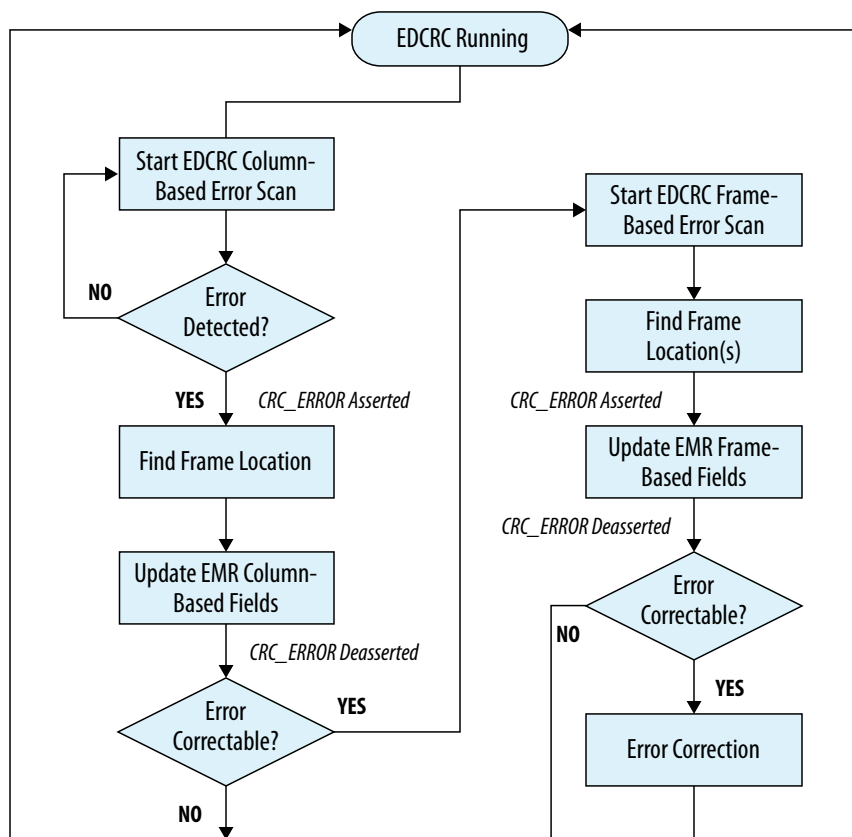 EDCRC Running
Start EDCRC Column-
Based Error Scan
Error
Detected?
NO
YES
CRC_ERROR Asserted
Find Frame Location
Update EMR Column-
Based Fields
CRC_ERROR Deasserted
Error
Correctable?
YES
NO
Start EDCRC Frame-
Based Error Scan
Find Frame
Location(s)
CRC_ERROR Asserted
Update EMR Frame-
Based Fields
CRC_ERROR Deasserted
Error
Correctable?
NO
YES
Error Correction